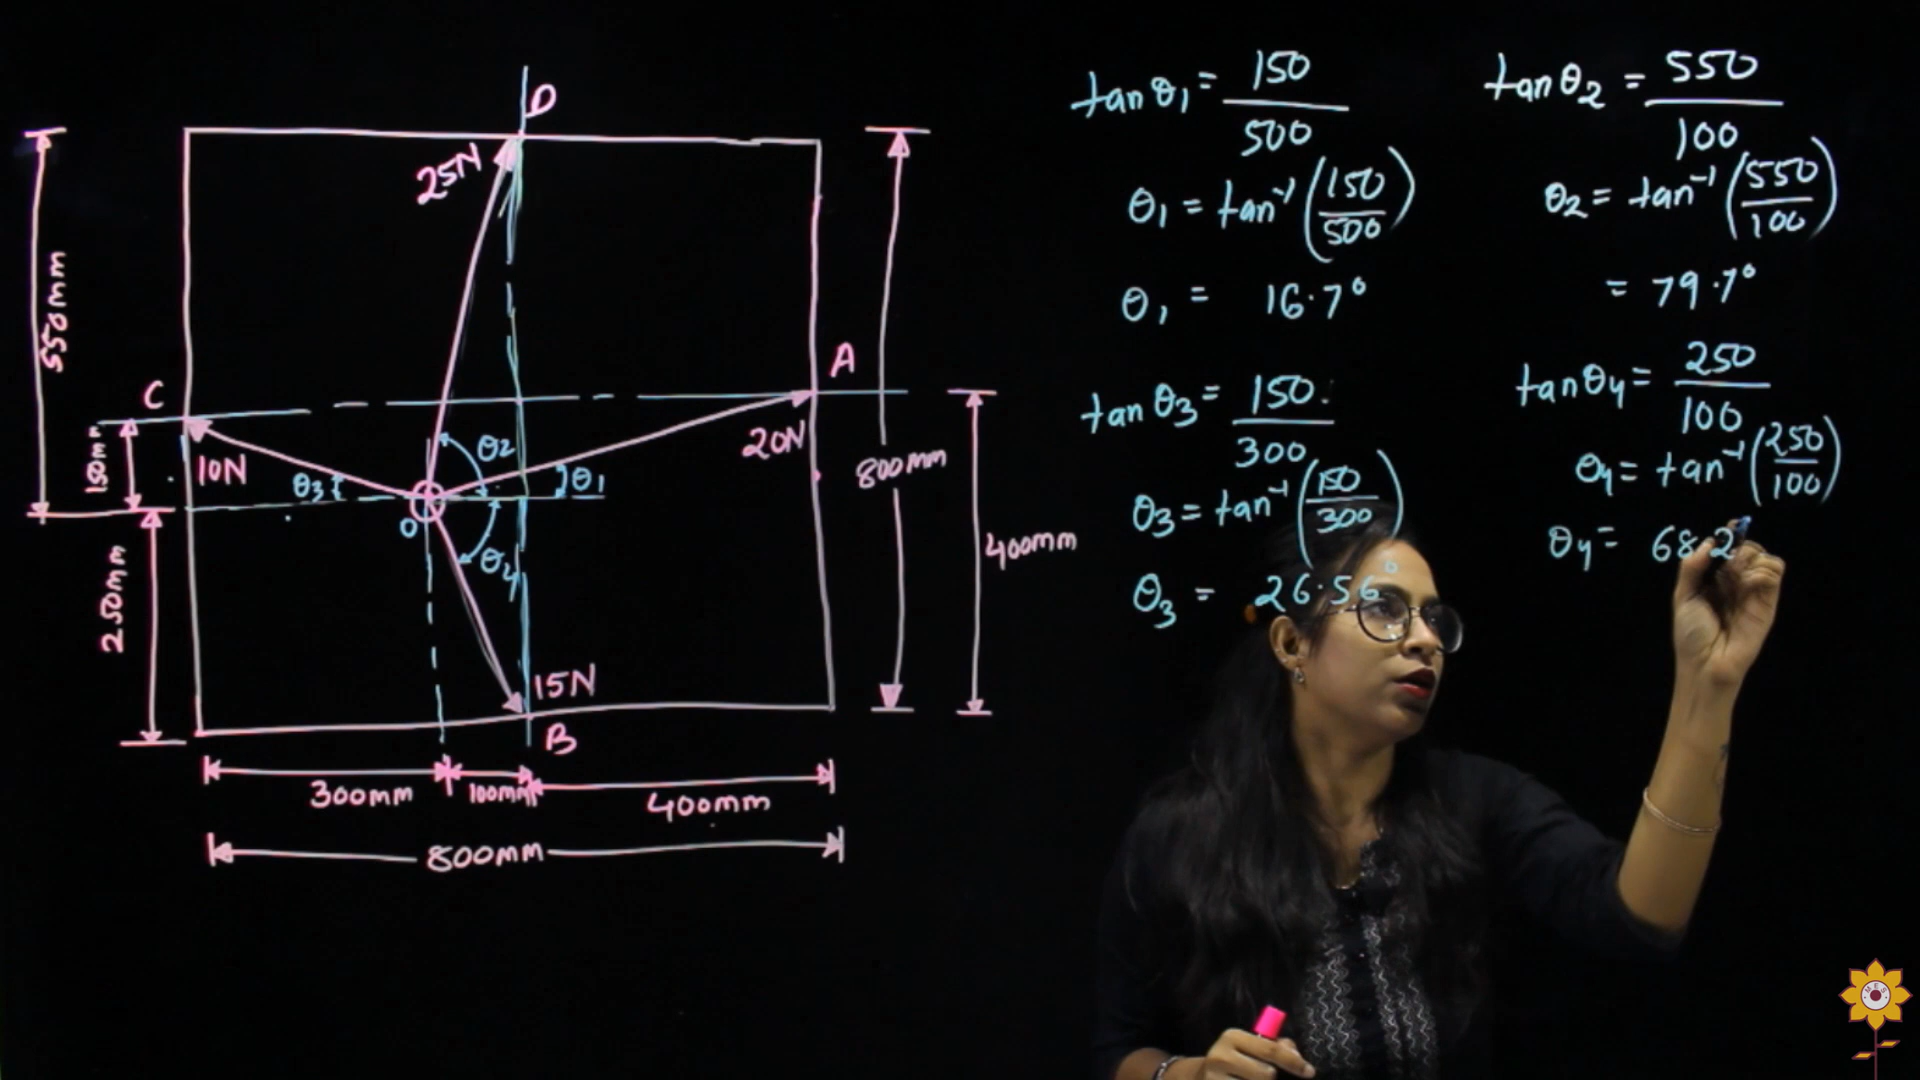 D
25N
550mm
A
C
20N
θ2
10N
θ3
θ1
150mm
800mm
O
θ4
400mm
250mm
15N
B
300mm
100mm
400mm
800mm
tan θ1 = 150
500
θ1 = tan⁻¹ (150
500)
θ1 = 16.7°
tan θ3 = 150
300
θ3 = tan⁻¹ (150
300)
θ3 = 26.56°
tan θ2 = 550
100
θ2 = tan⁻¹ (550
100)
= 79.7°
tan θ4 = 250
100
θ4 = tan⁻¹ (250
100)
θ4 = 68.2
MES